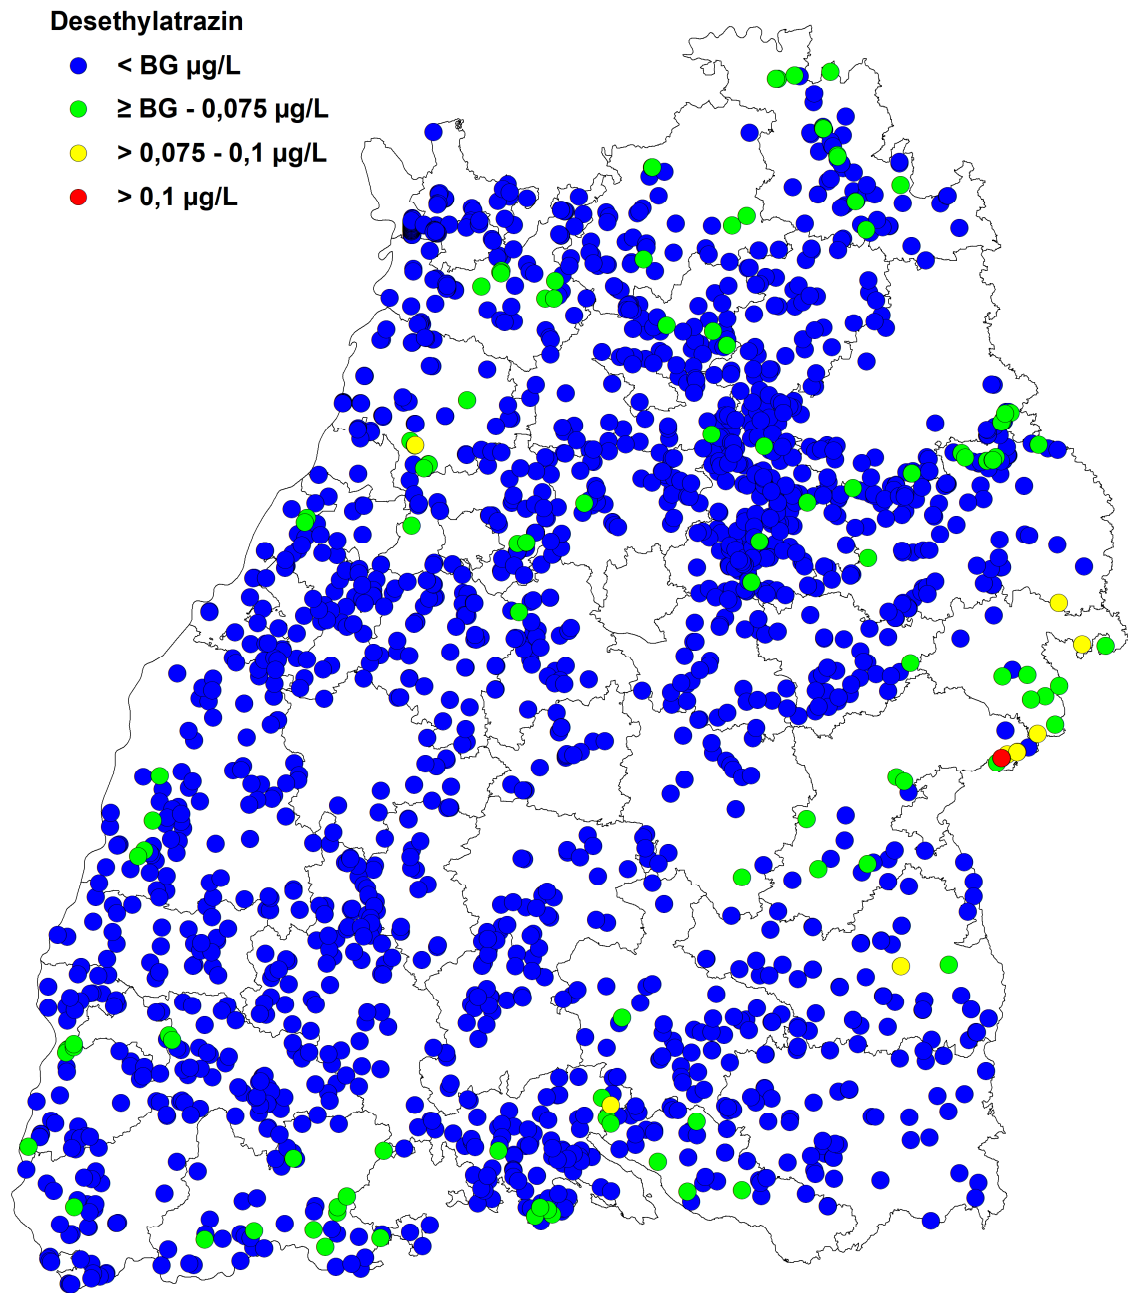 Desethylatrazin
< BG µg/L
≥ BG - 0,075 µg/L
> 0,075 - 0,1 µg/L
> 0,1 µg/L